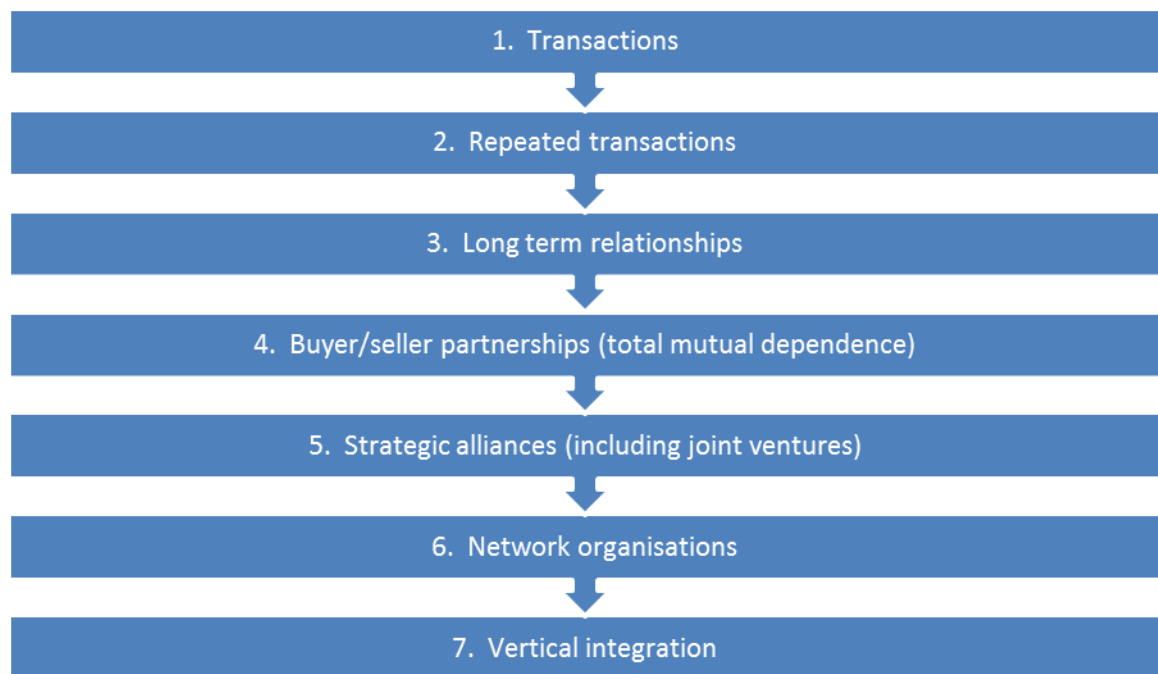 1. Transactions
2. Repeated transactions
3. Long term relationships
4. Buyer/seller partnerships (total mutual dependence)
5. Strategic alliances (including joint ventures)
6. Network organisations
7. Vertical integration